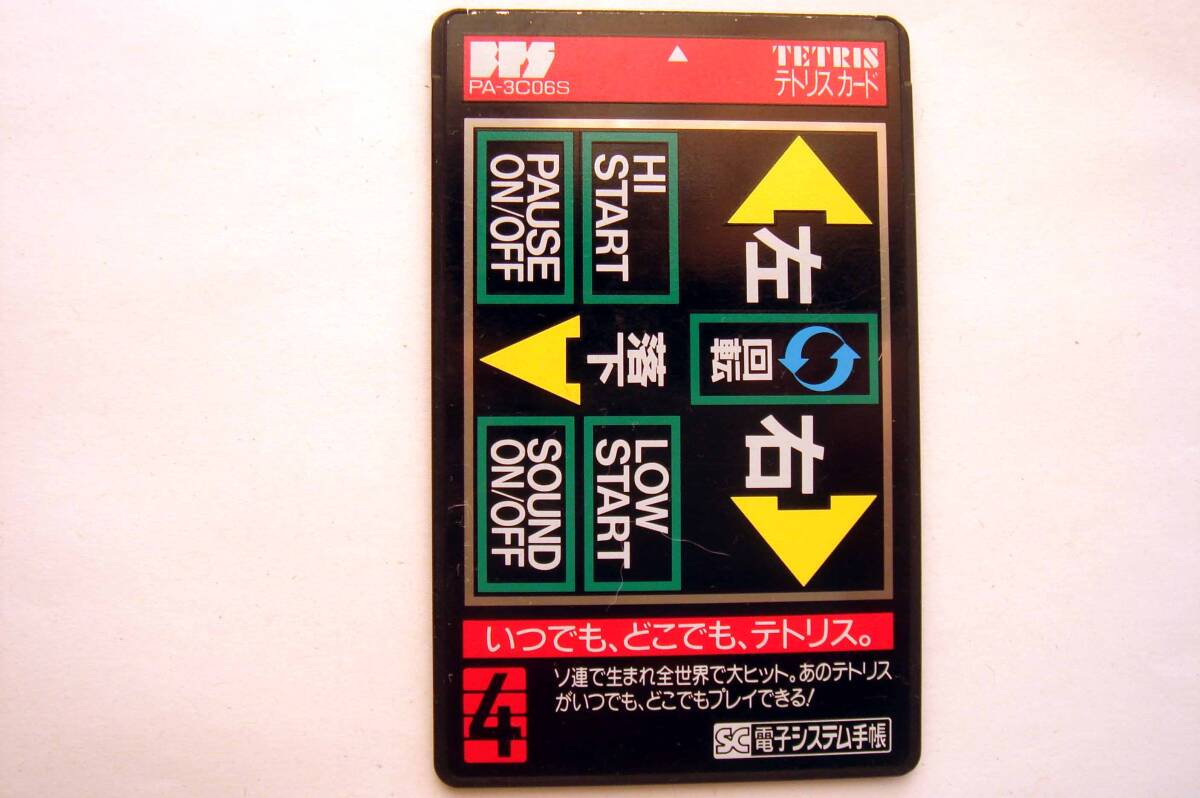 BPS
PA-3C06S
TETRIS
テトリス カード
左
回転
右
HI
START
落下
LOW
START
PAUSE
ON/OFF
SOUND
ON/OFF
いつでも、どこでも、テトリス。
4
ソ連で生まれ全世界で大ヒット。あのテトリス
がいつでも、どこでもプレイできる!
SC 電子システム手帳